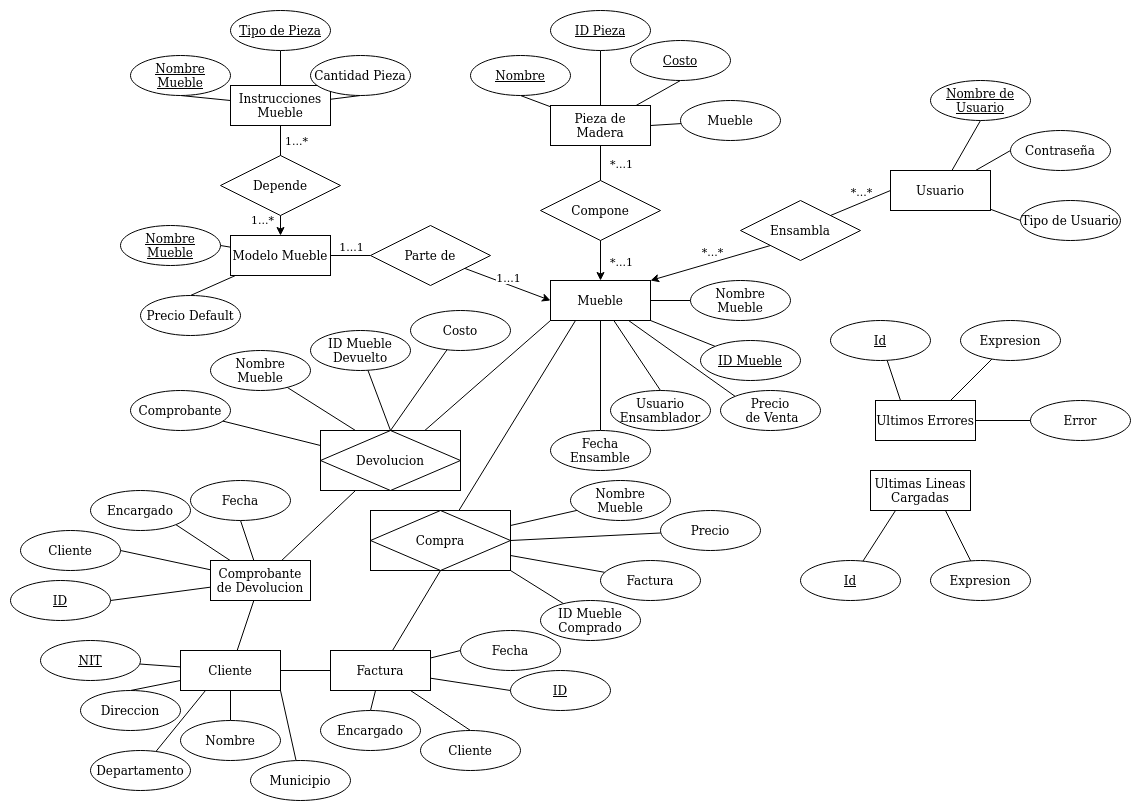 Tipo de Pieza
Nombre
Mueble
Cantidad Pieza
Instrucciones
Mueble
1...*
Depende
1...*
Nombre
Mueble
Modelo Mueble
Precio Default
1...1
Parte de
1...1
ID Pieza
Nombre
Costo
Pieza de
Madera
Mueble
*...1
Compone
*...1
Nombre de
Usuario
Contraseña
Usuario
Tipo de Usuario
*...*
Ensambla
*...*
Mueble
Nombre
Mueble
ID Mueble
Precio
de Venta
Usuario
Ensamblador
Fecha
Ensamble
Costo
ID Mueble
Devuelto
Nombre
Mueble
Comprobante
Devolucion
Id
Expresion
Ultimos Errores
Error
Ultimas Lineas
Cargadas
Id
Expresion
Compra
Nombre
Mueble
Precio
Factura
ID Mueble
Comprado
Fecha
Encargado
Cliente
ID
Comprobante
de Devolucion
NIT
Cliente
Direccion
Nombre
Departamento
Municipio
Factura
Fecha
ID
Encargado
Cliente